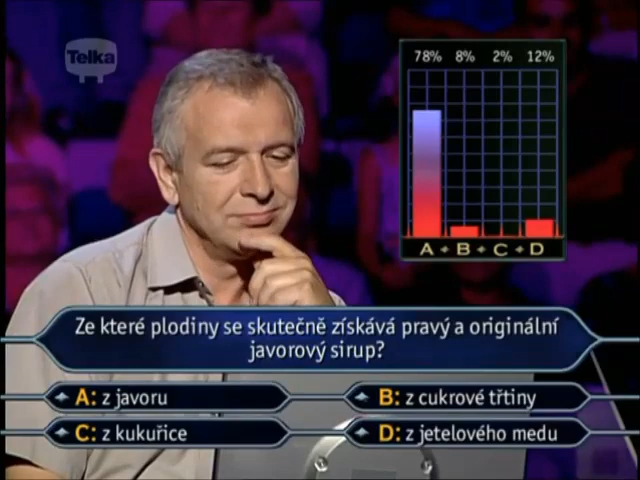 Telka
78% 8% 2% 12%
A B C D
Ze které plodiny se skutečně získává pravý a originální
javorový sirup?
A: z javoru
B: z cukrové třtiny
C: z kukuřice
D: z jetelového medu